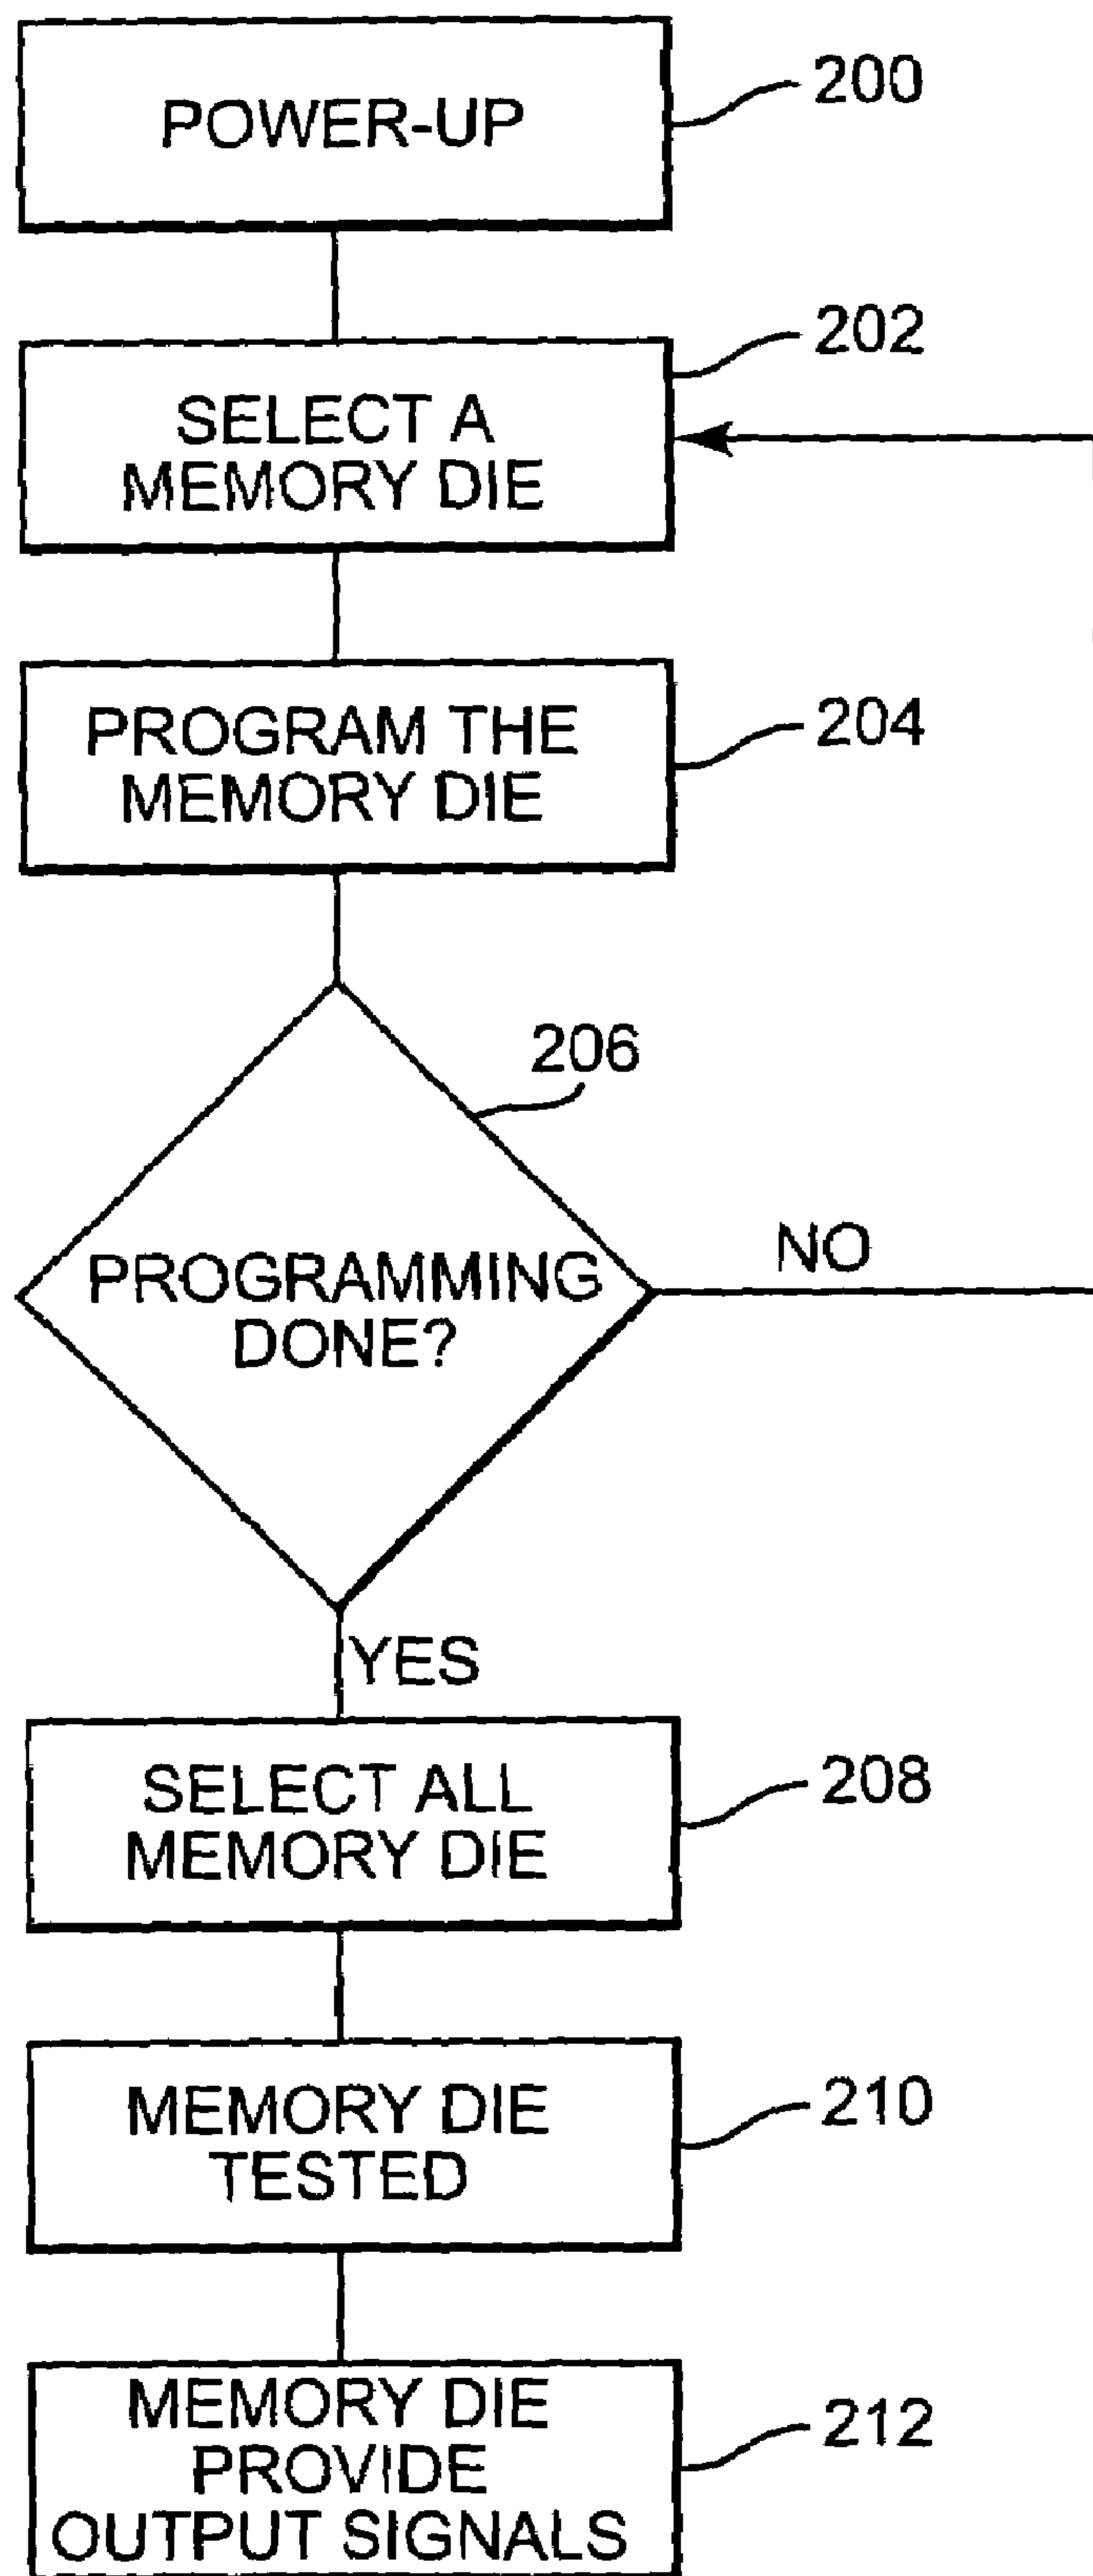 POWER-UP
200
202
SELECT A
MEMORY DIE
204
PROGRAM THE
MEMORY DIE
206
PROGRAMMING
DONE?
NO
YES
208
SELECT ALL
MEMORY DIE
210
MEMORY DIE
TESTED
212
MEMORY DIE
PROVIDE
OUTPUT SIGNALS